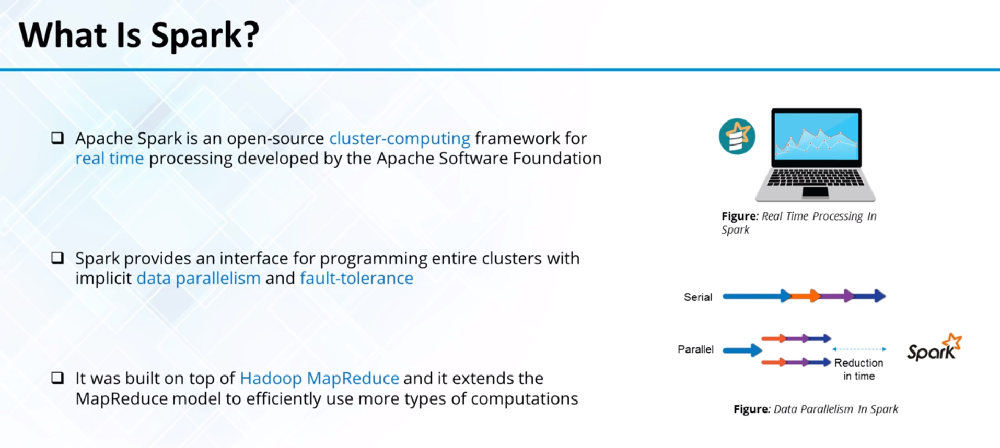 What Is Spark?
Apache Spark is an open-source cluster-computing framework for
real time processing developed by the Apache Software Foundation
Figure: Real Time Processing In
Spark
Spark provides an interface for programming entire clusters with
implicit data parallelism and fault-tolerance
Serial
Parallel
Reduction
in time
Spark
It was built on top of Hadoop MapReduce and it extends the
MapReduce model to efficiently use more types of computations
Figure: Data Parallelism In Spark